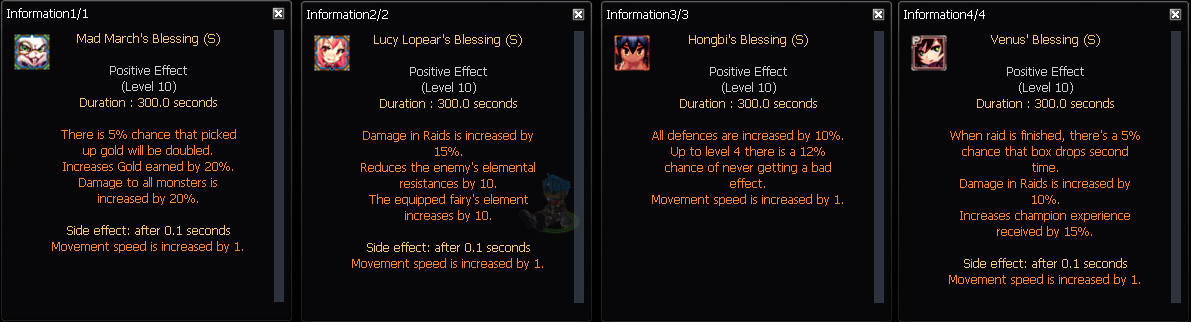 Information1/1
Mad March's Blessing (S)
Positive Effect
(Level 10)
Duration : 300.0 seconds
There is 5% chance that picked
up gold will be doubled.
Increases Gold earned by 20%.
Damage to all monsters is
increased by 20%.
Side effect: after 0.1 seconds
Movement speed is increased by 1.
Information2/2
Lucy Lopear's Blessing (S)
Positive Effect
(Level 10)
Duration : 300.0 seconds
Damage in Raids is increased by
15%.
Reduces the enemy's elemental
resistances by 10.
The equipped fairy's element
increases by 10.
Side effect: after 0.1 seconds
Movement speed is increased by 1.
Information3/3
Hongbi's Blessing (S)
Positive Effect
(Level 10)
Duration : 300.0 seconds
All defences are increased by 10%.
Up to level 4 there is a 12%
chance of never getting a bad
effect.
Movement speed is increased by 1.
Information4/4
P
Venus' Blessing (S)
Positive Effect
(Level 10)
Duration : 300.0 seconds
When raid is finished, there's a 5%
chance that box drops second
time.
Damage in Raids is increased by
10%.
Increases champion experience
received by 15%.
Side effect: after 0.1 seconds
Movement speed is increased by 1.